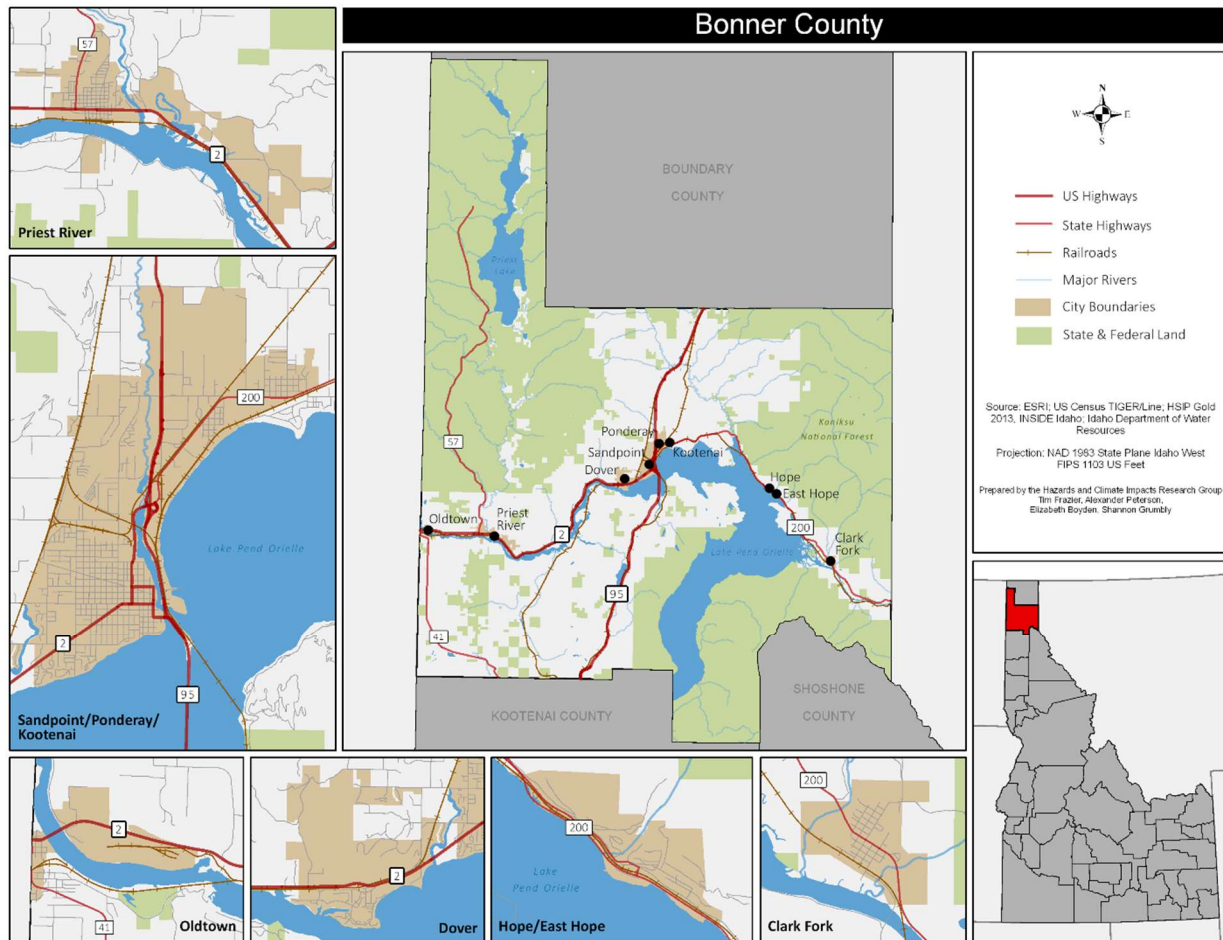 Bonner County
57
2
Priest River
200
Lake Pend Orielle
2
95
Sandpoint/Ponderay/
Kootenai
BOUNDARY
COUNTY
Priest
Lake
Kaniksu
National Forest
57
Ponderay
Sandpoint
Kootenai
Dover
Hope
East Hope
Oldtown
Priest
River
2
200
Lake Pend Orielle
Clark
Fork
95
41
KOOTENAI COUNTY
SHOSHONE
COUNTY
N
W
E
S
US Highways
State Highways
Railroads
Major Rivers
City Boundaries
State & Federal Land
Source: ESRI; US Census TIGER/Line; HSIP Gold
2013, INSIDE Idaho; Idaho Department of Water
Resources
Projection: NAD 1983 State Plane Idaho West
FIPS 1103 US Feet
Prepared by the Hazards and Climate Impacts Research Group
Tim Frazier, Alexander Peterson,
Elizabeth Boyden. Shannon Grumbly
2
41
Oldtown
2
Dover
200
Lake
Pend Orielle
Hope/East Hope
200
Clark Fork